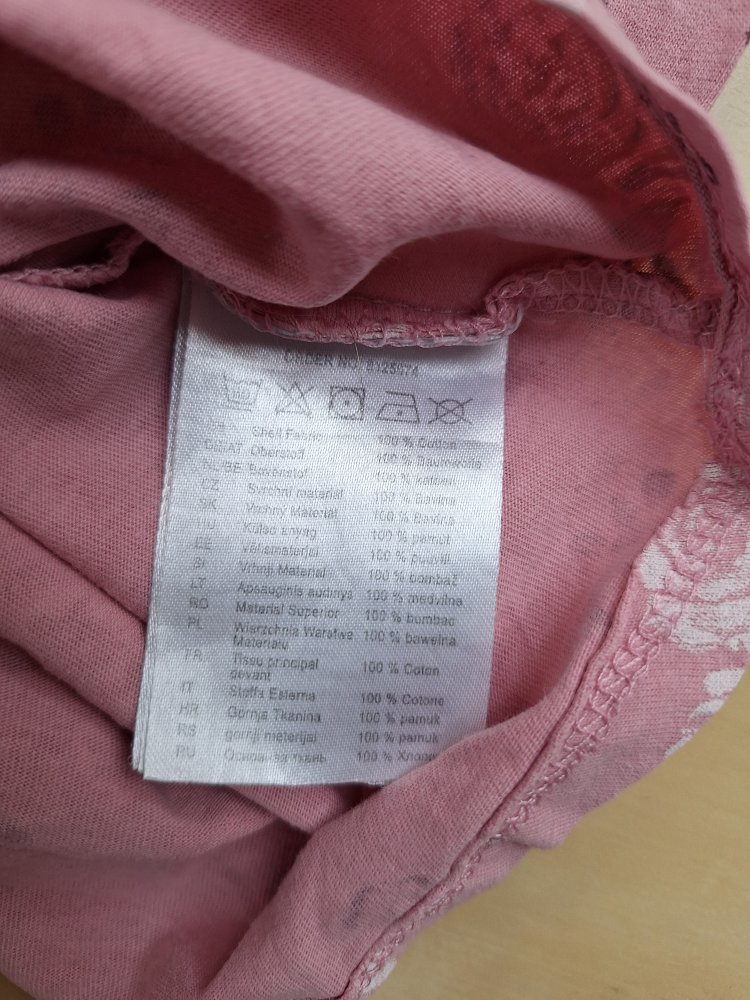 ORDER NO.
Shell Fabric 100 % Cotton
DE/AT Oberstoff 100 % Baumwolle
NL/BE Bovenstof 100 % katoen
CZ Svrchní materiál 100 % Bavlna
SK Vrchný Materiál 100 % Bavlna
HU Külső anyag 100 % pamut
EE 100 % puuvill
SI Vrhnji Material 100 % bombaž
LT Apsauginis audinys 100 % medvilnė
RO Material Superior 100 % bumbac
PL Wierzchnia Warstwa 100 % bawełna
Materiału
FR Tissu principal 100 % Coton
devant
IT Stoffa Esterna 100 % Cotone
HR Gornja Tkanina 100 % pamuk
RS gornji materijal 100 % pamuk
RU Основная ткань 100 %